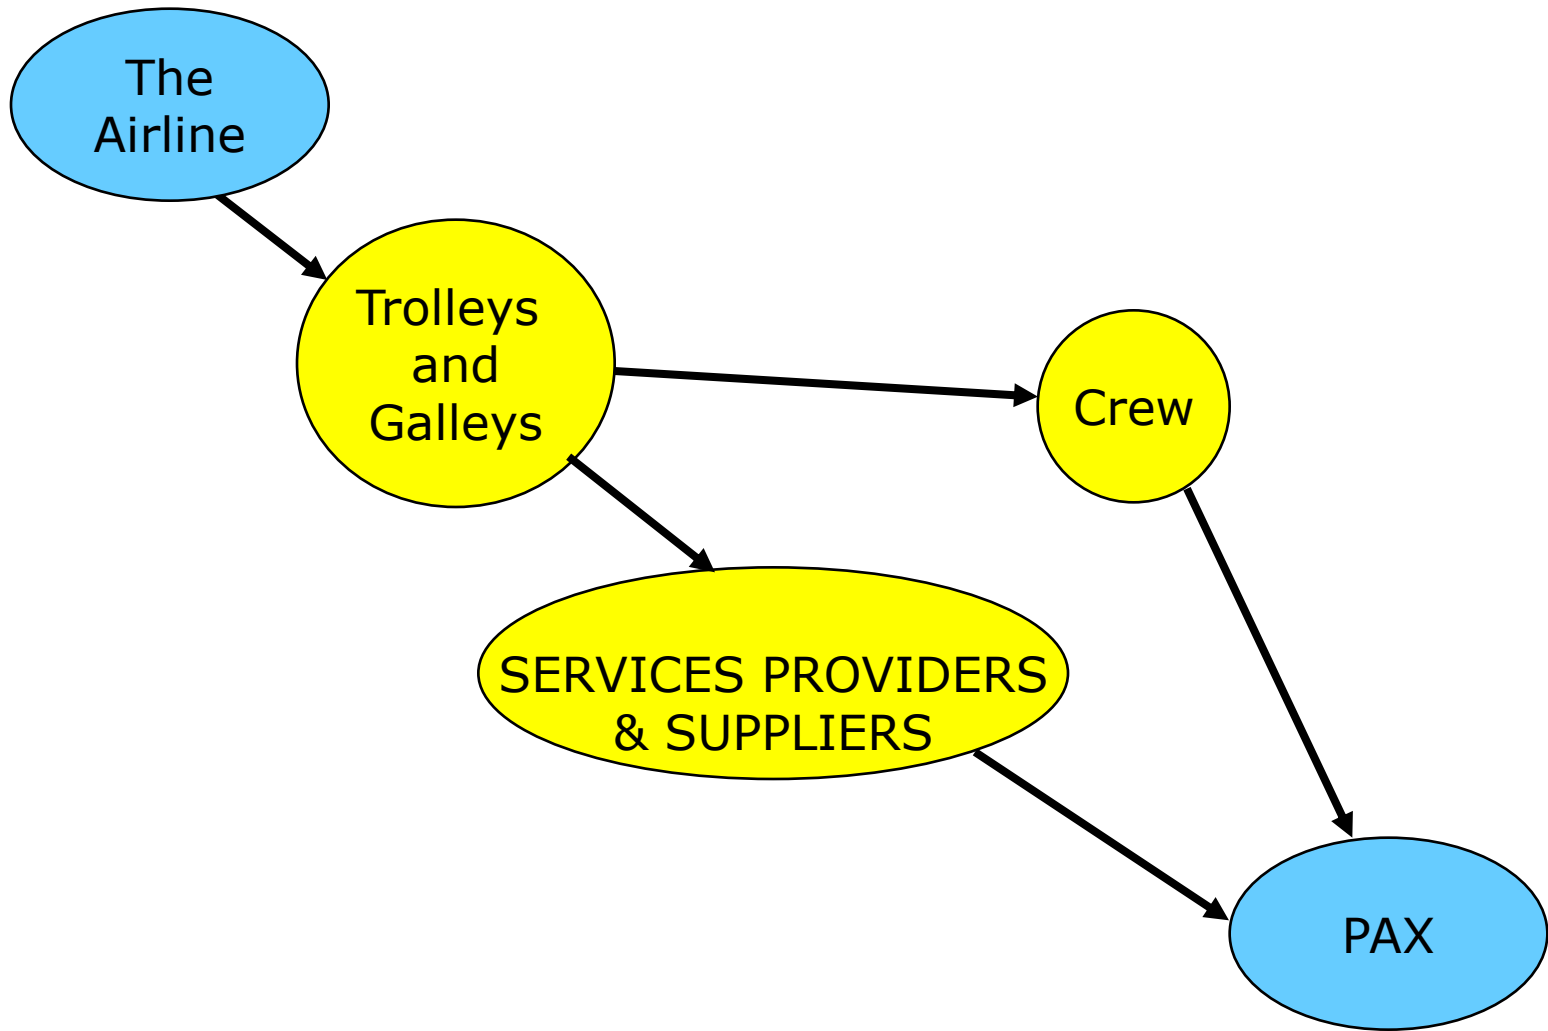 The
Airline
Trolleys
and
Galleys
Crew
SERVICES PROVIDERS
& SUPPLIERS
PAX